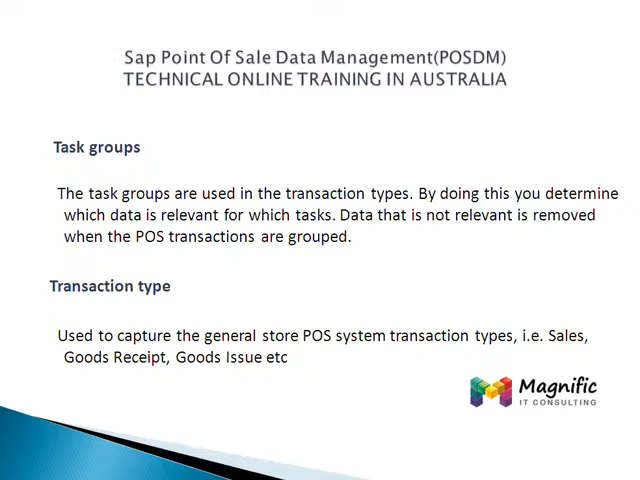 Sap Point Of Sale Data Management(POSDM)
TECHNICAL ONLINE TRAINING IN AUSTRALIA
Task groups
The task groups are used in the transaction types. By doing this you determine
which data is relevant for which tasks. Data that is not relevant is removed
when the POS transactions are grouped.
Transaction type
Used to capture the general store POS system transaction types, i.e. Sales,
Goods Receipt, Goods Issue etc
Magnific
IT CONSULTING